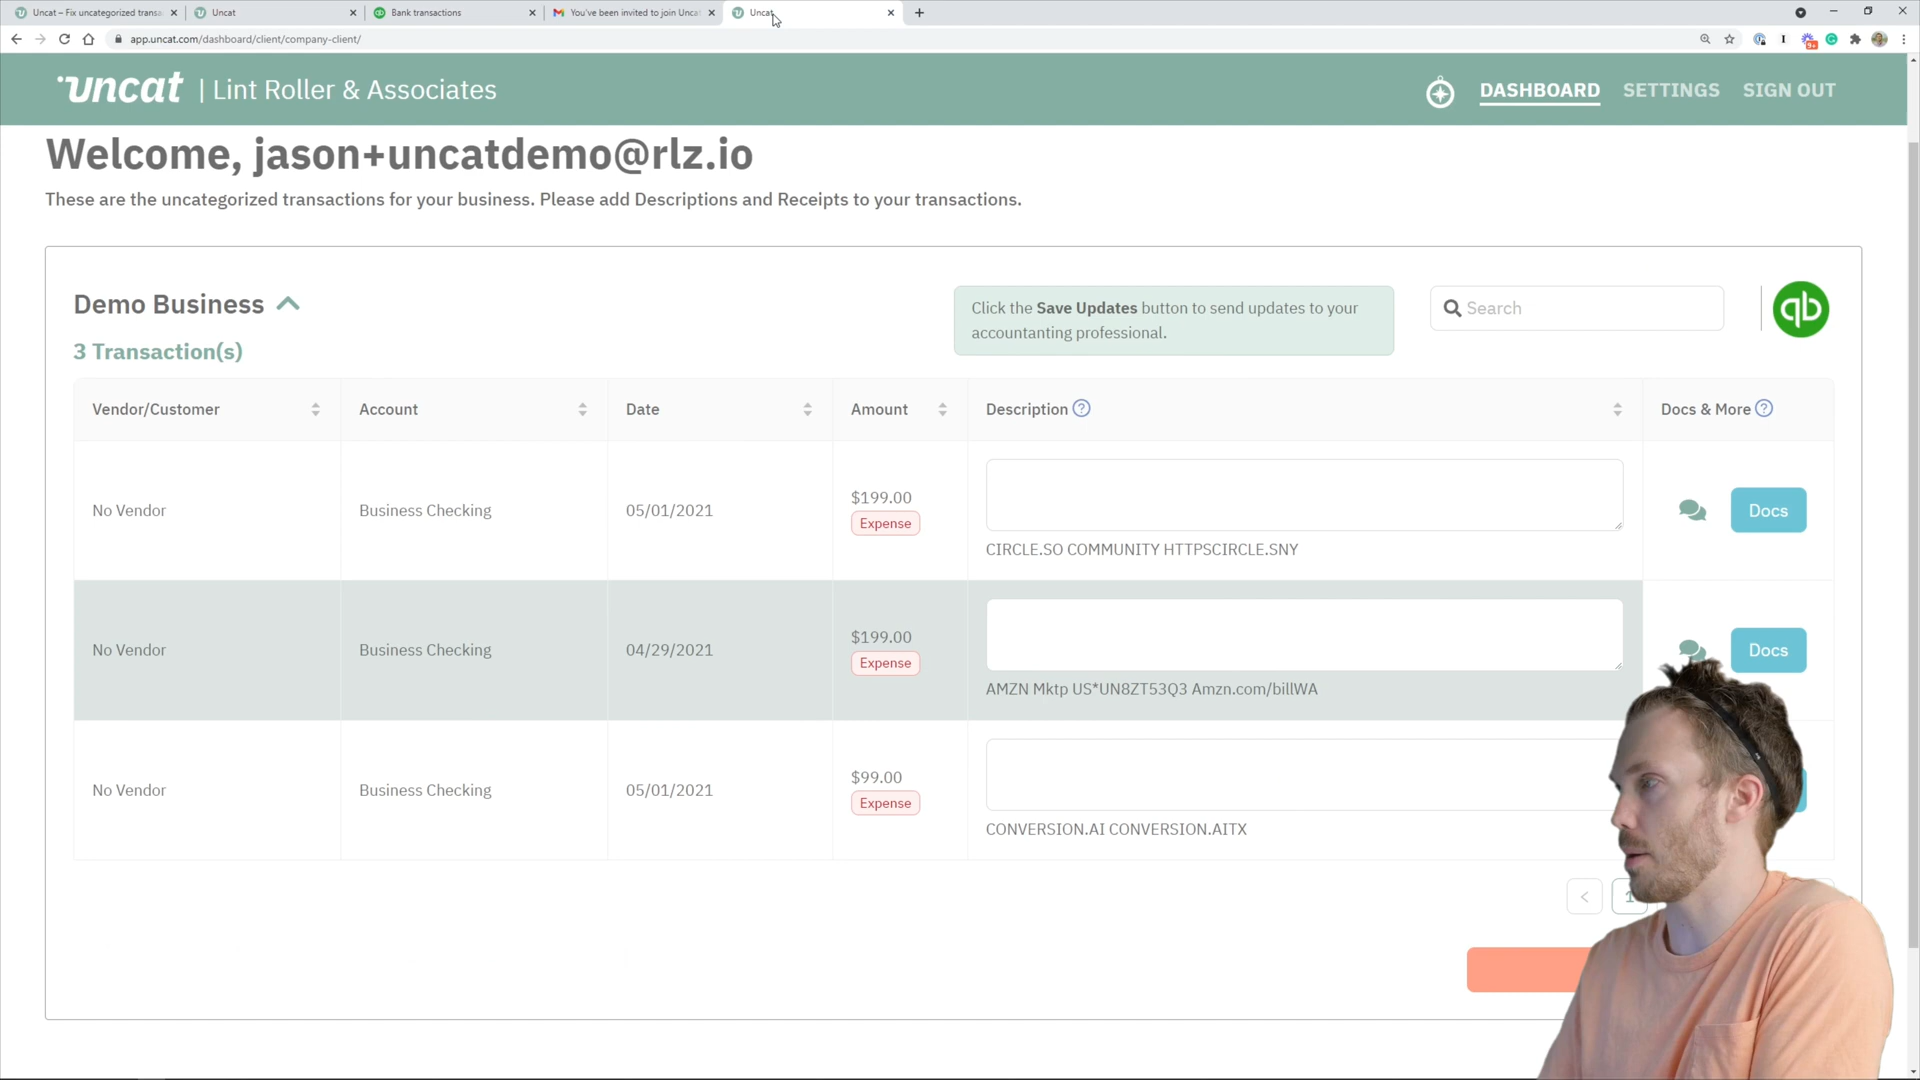 Uncat – Fix uncategorized transa
Uncat
Bank transactions
You've been invited to join Unca
Uncat
app.uncat.com/dashboard/client/company-client/
9+
uncat | Lint Roller & Associates
DASHBOARD
SETTINGS
SIGN OUT
Welcome, jason+uncatdemo@rlz.io
These are the uncategorized transactions for your business. Please add Descriptions and Receipts to your transactions.
Demo Business
3 Transaction(s)
Click the Save Updates button to send updates to your
accountanting professional.
Search
qb
Vendor/Customer Account Date Amount Description ? Docs & More ?
No Vendor Business Checking 05/01/2021 $199.00
Expense
CIRCLE.SO COMMUNITY HTTPSCIRCLE.SNY
Docs
No Vendor Business Checking 04/29/2021 $199.00
Expense
AMZN Mktp US*UN8ZT53Q3 Amzn.com/billWA
Docs
No Vendor Business Checking 05/01/2021 $99.00
Expense
CONVERSION.AI CONVERSION.AITX
< 1